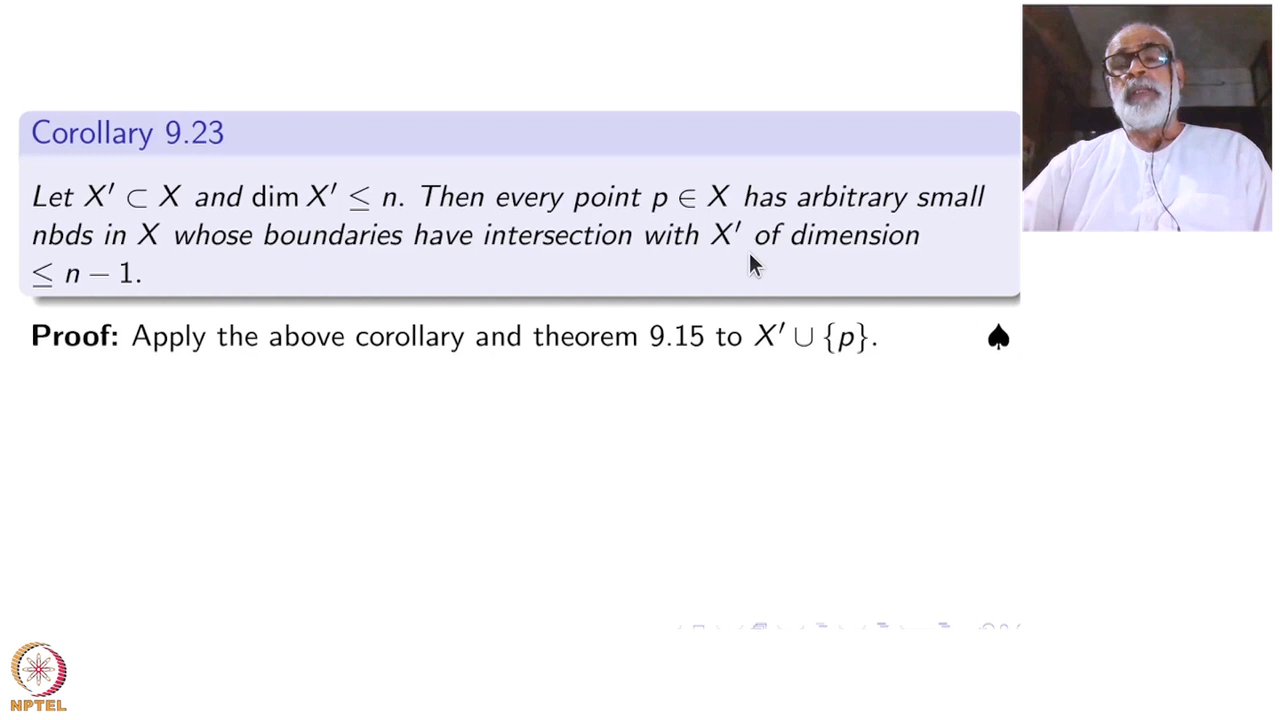 Corollary 9.23
Let X′ ⊂ X and dim X′ ≤ n. Then every point p ∈ X has arbitrary small
nbds in X whose boundaries have intersection with X′ of dimension
≤ n − 1.
Proof: Apply the above corollary and theorem 9.15 to X′ ∪ {p}. ♠
NPTEL